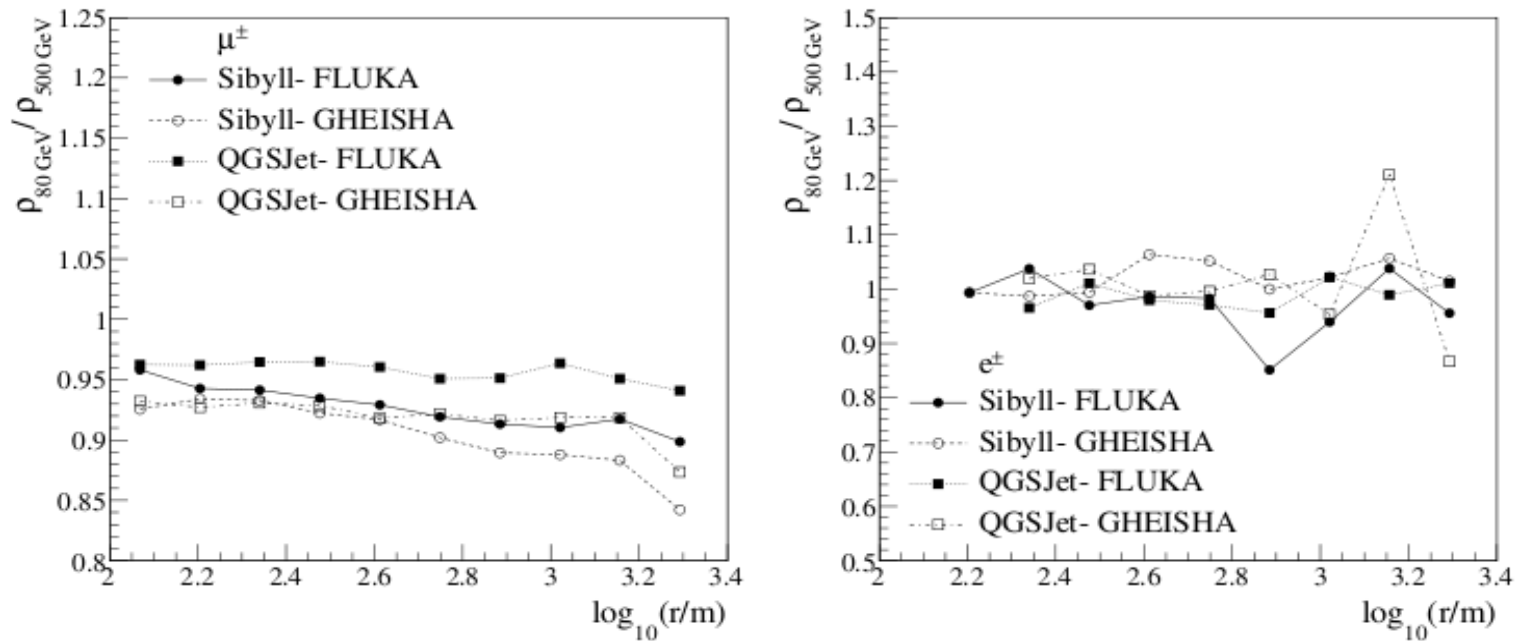 ρ80 GeV / ρ500 GeV
1.25
1.2
1.15
1.1
1.05
1
0.95
0.9
0.85
0.8
μ±
Sibyll- FLUKA
Sibyll- GHEISHA
QGSJet- FLUKA
QGSJet- GHEISHA
2 2.2 2.4 2.6 2.8 3 3.2 3.4
log10(r/m)
ρ80 GeV / ρ500 GeV
1.5
1.4
1.3
1.2
1.1
1
0.9
0.8
0.7
0.6
0.5
e±
Sibyll- FLUKA
Sibyll- GHEISHA
QGSJet- FLUKA
QGSJet- GHEISHA
2 2.2 2.4 2.6 2.8 3 3.2 3.4
log10(r/m)